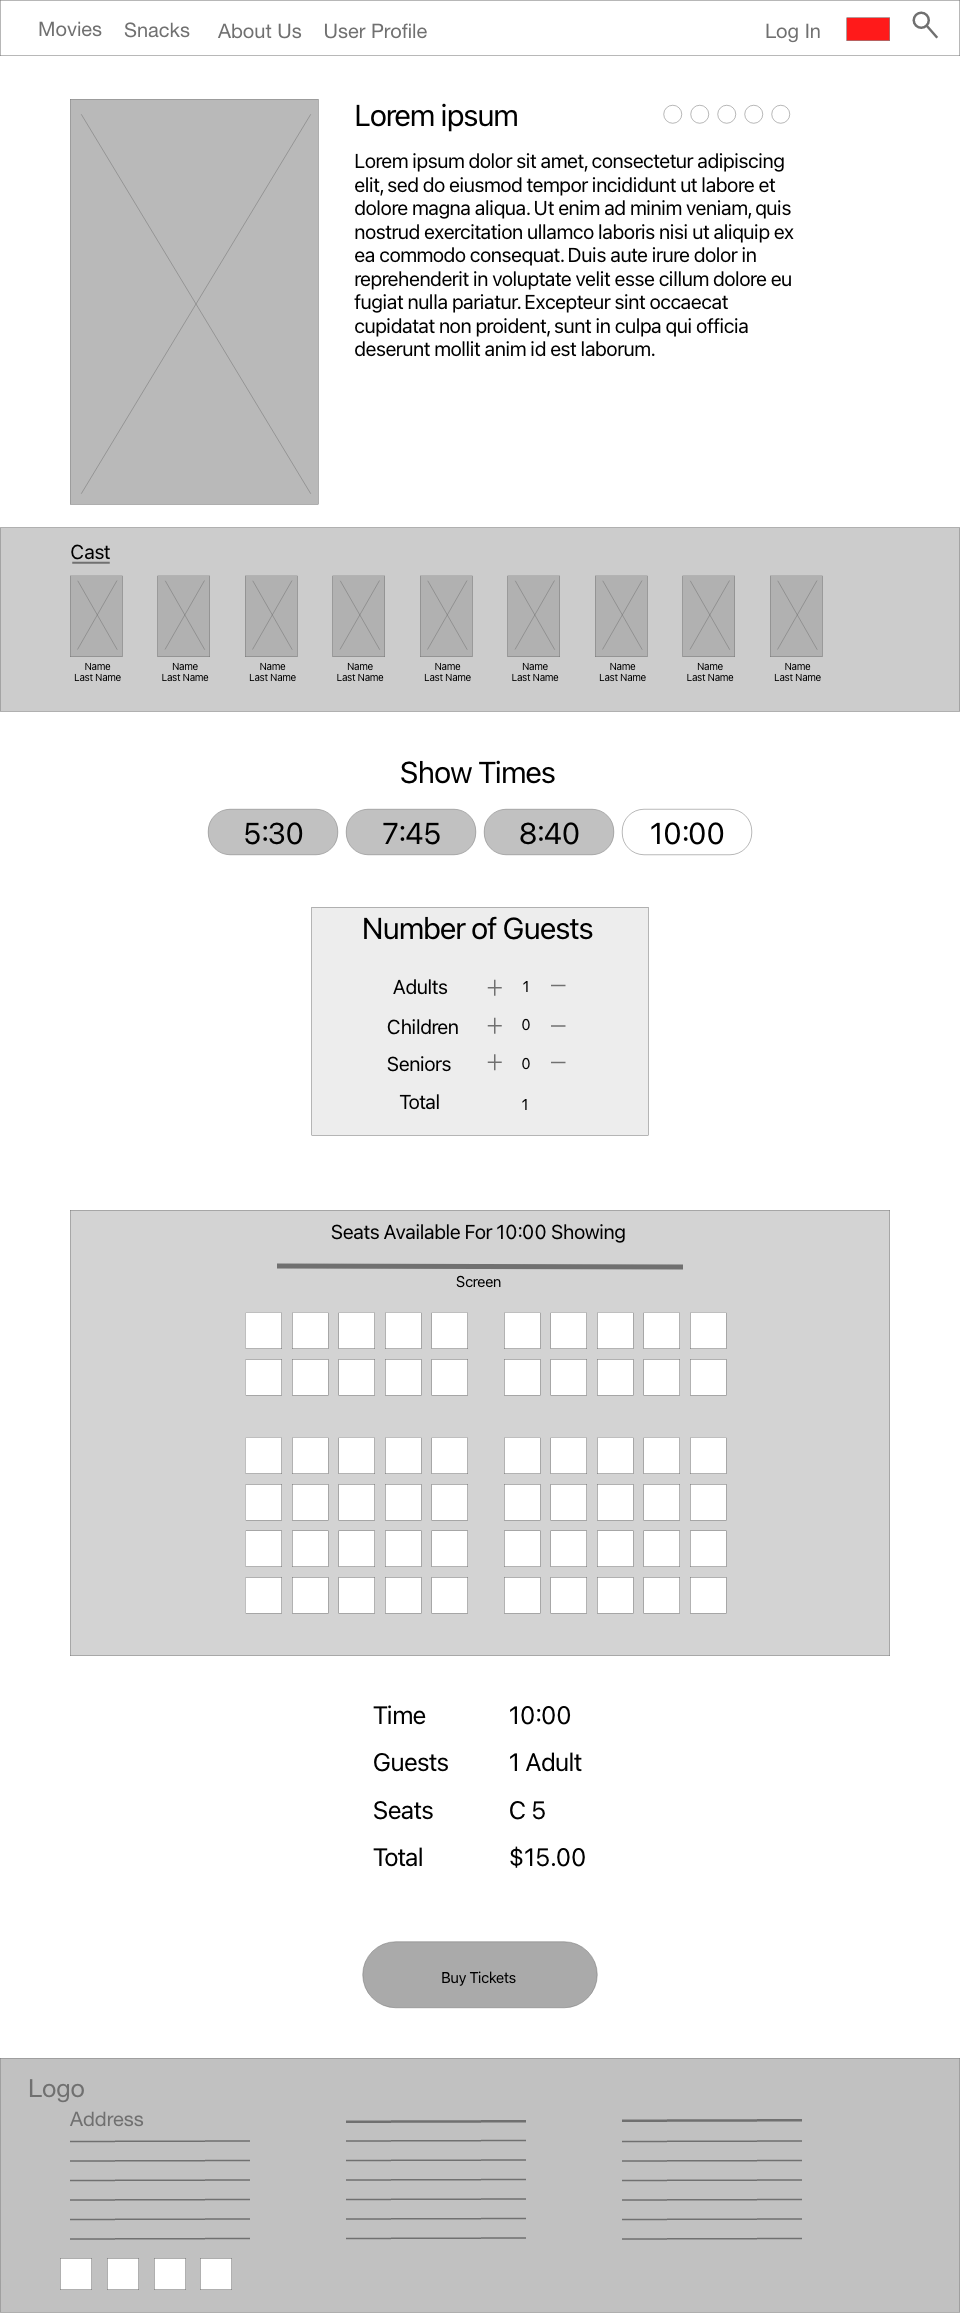 Movies Snacks About Us User Profile Log In
Lorem ipsum
Lorem ipsum dolor sit amet, consectetur adipiscing
elit, sed do eiusmod tempor incididunt ut labore et
dolore magna aliqua. Ut enim ad minim veniam, quis
nostrud exercitation ullamco laboris nisi ut aliquip ex
ea commodo consequat. Duis aute irure dolor in
reprehenderit in voluptate velit esse cillum dolore eu
fugiat nulla pariatur. Excepteur sint occaecat
cupidatat non proident, sunt in culpa qui officia
deserunt mollit anim id est laborum.
Cast
Name Name Name Name Name Name Name Name Name
Last Name Last Name Last Name Last Name Last Name Last Name Last Name Last Name Last Name
Show Times
5:30 7:45 8:40 10:00
Number of Guests
Adults + 1 −
Children + 0 −
Seniors + 0 −
Total 1
Seats Available For 10:00 Showing
Screen
Time 10:00
Guests 1 Adult
Seats C 5
Total $15.00
Buy Tickets
Logo
Address